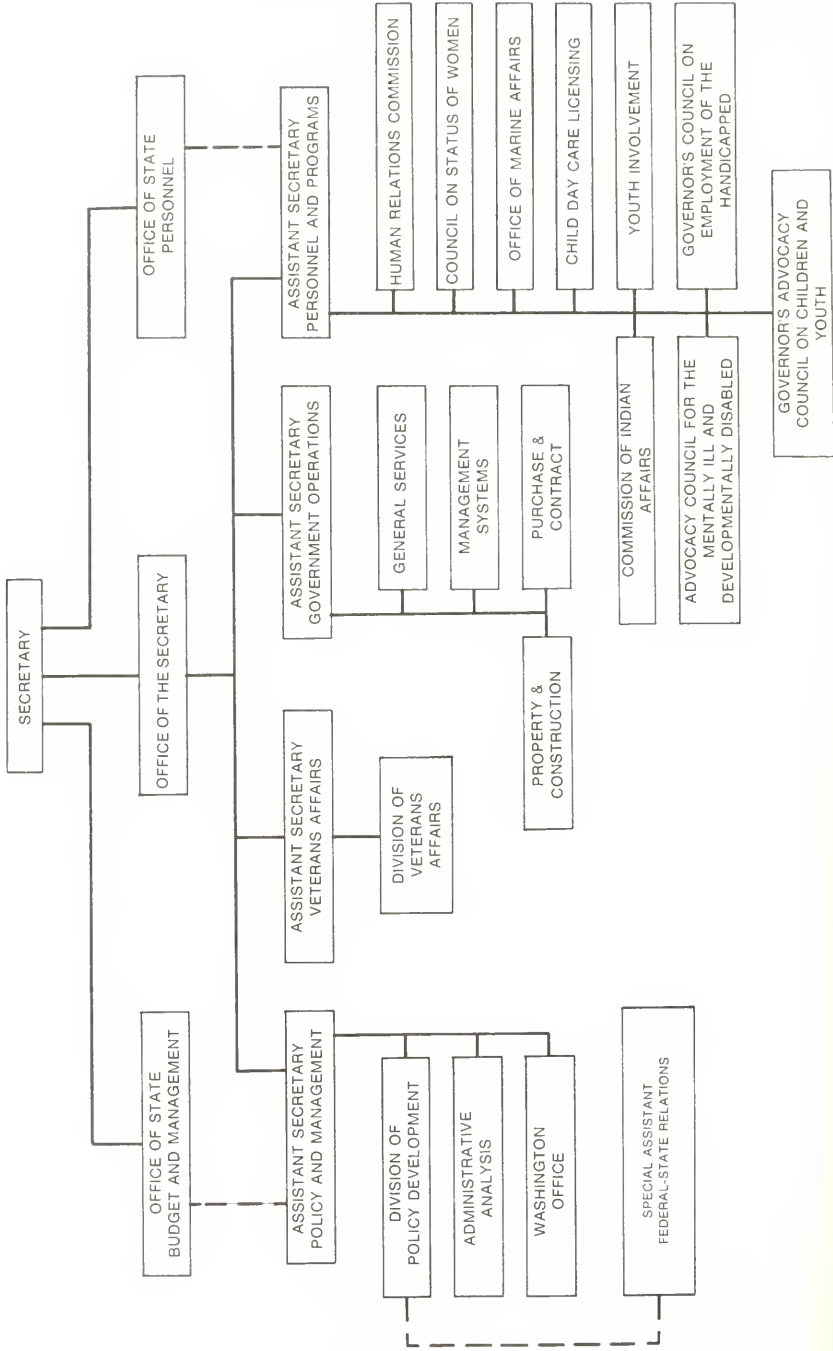 SECRETARY
OFFICE OF STATE
BUDGET AND MANAGEMENT
OFFICE OF THE SECRETARY
OFFICE OF STATE
PERSONNEL
ASSISTANT SECRETARY
POLICY AND MANAGEMENT
ASSISTANT SECRETARY
VETERANS AFFAIRS
ASSISTANT SECRETARY
GOVERNMENT OPERATIONS
ASSISTANT SECRETARY
PERSONNEL AND PROGRAMS
DIVISION OF
POLICY DEVELOPMENT
ADMINISTRATIVE
ANALYSIS
WASHINGTON
OFFICE
SPECIAL ASSISTANT
FEDERAL-STATE RELATIONS
DIVISION OF
VETERANS
AFFAIRS
GENERAL SERVICES
MANAGEMENT
SYSTEMS
PURCHASE &
CONTRACT
PROPERTY &
CONSTRUCTION
HUMAN RELATIONS COMMISSION
COUNCIL ON STATUS OF WOMEN
OFFICE OF MARINE AFFAIRS
CHILD DAY CARE LICENSING
YOUTH INVOLVEMENT
COMMISSION OF INDIAN
AFFAIRS
GOVERNOR'S COUNCIL ON
EMPLOYMENT OF THE
HANDICAPPED
ADVOCACY COUNCIL FOR THE
MENTALLY ILL AND
DEVELOPMENTALLY DISABLED
GOVERNOR'S ADVOCACY
COUNCIL ON CHILDREN AND
YOUTH